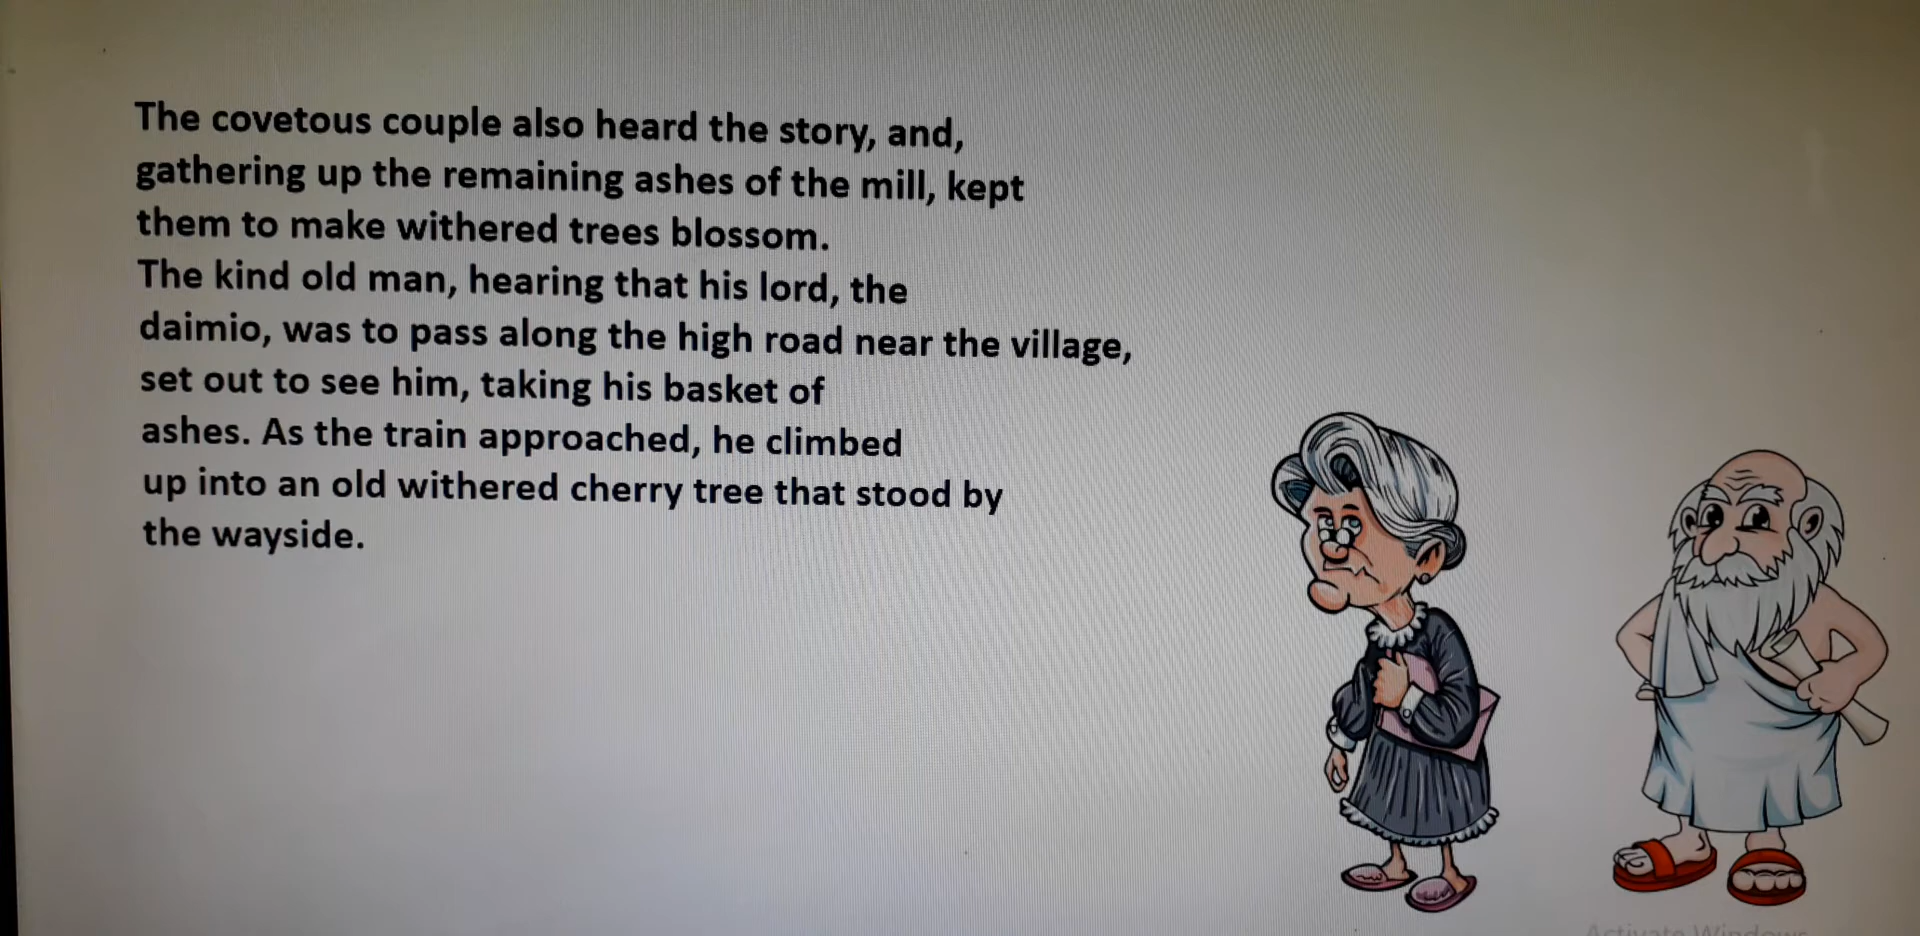 The covetous couple also heard the story, and,
gathering up the remaining ashes of the mill, kept
them to make withered trees blossom.
The kind old man, hearing that his lord, the
daimio, was to pass along the high road near the village,
set out to see him, taking his basket of
ashes. As the train approached, he climbed
up into an old withered cherry tree that stood by
the wayside.
Activate Windows